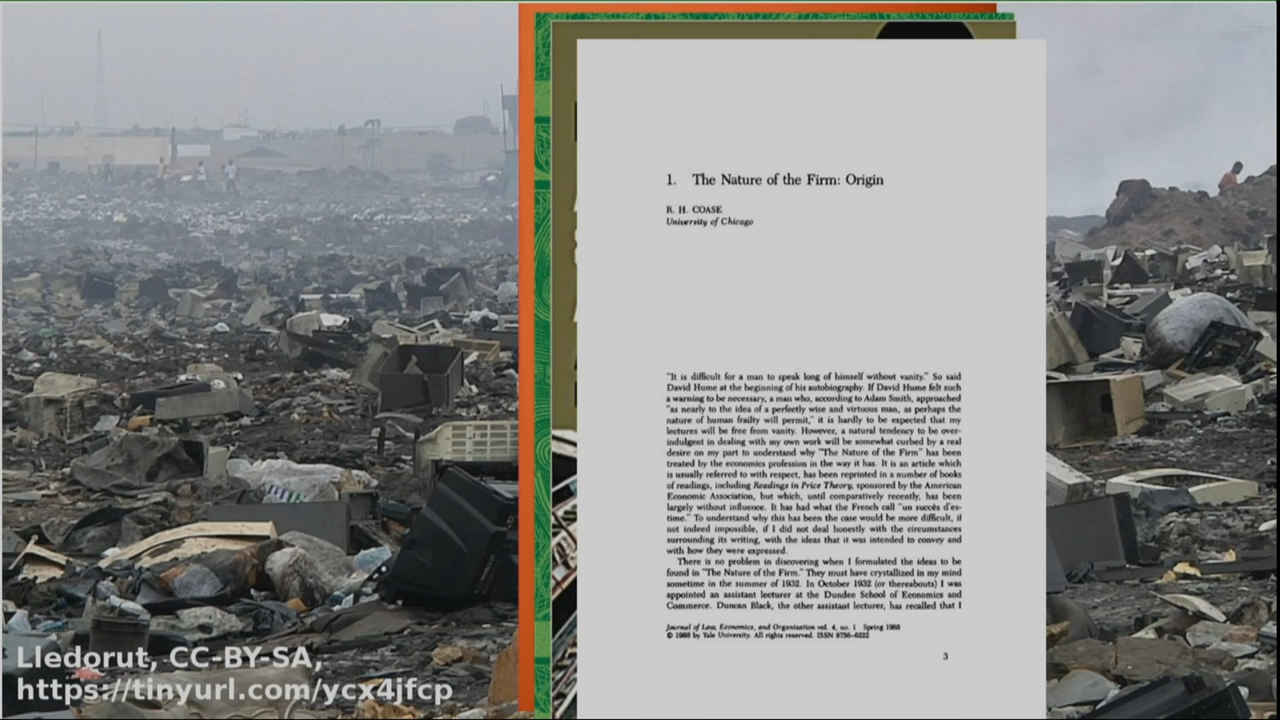 1. The Nature of the Firm: Origin
R. H. COASE
University of Chicago
"It is difficult for a man to speak long of himself without vanity." So said
David Hume at the beginning of his autobiography. If David Hume felt such
a warning to be necessary, a man who, according to Adam Smith, approached
"as nearly to the idea of a perfectly wise and virtuous man, as perhaps the
nature of human frailty will permit," it is hardly to be expected that my
lectures will be free from vanity. However, a natural tendency to be over-
indulgent in dealing with my own work will be somewhat curbed by a real
desire on my part to understand why "The Nature of the Firm" has been
treated by the economics profession in the way it has. It is an article which
is usually referred to with respect, has been reprinted in a number of books
of readings, including Readings in Price Theory, sponsored by the American
Economic Association, but which, until comparatively recently, has been
largely without influence. It has had what the French call "un succès d'es-
time." To understand why this has been the case would be more difficult, if
not indeed impossible, if I did not deal honestly with the circumstances
surrounding its writing, with the ideas that it was intended to convey and
with how they were expressed.
There is no problem in discovering when I formulated the ideas to be
found in "The Nature of the Firm." They must have crystallized in my mind
sometime in the summer of 1932. In October 1932 (or thereabouts) I was
appointed an assistant lecturer at the Dundee School of Economics and
Commerce. Duncan Black, the other assistant lecturer, has recalled that I
Journal of Law, Economics, and Organization vol. 4, no. 1 Spring 1988
© 1988 by Yale University. All rights reserved. ISSN 8756-6222
3
Lledorut, CC-BY-SA,
https://tinyurl.com/ycx4jfcp